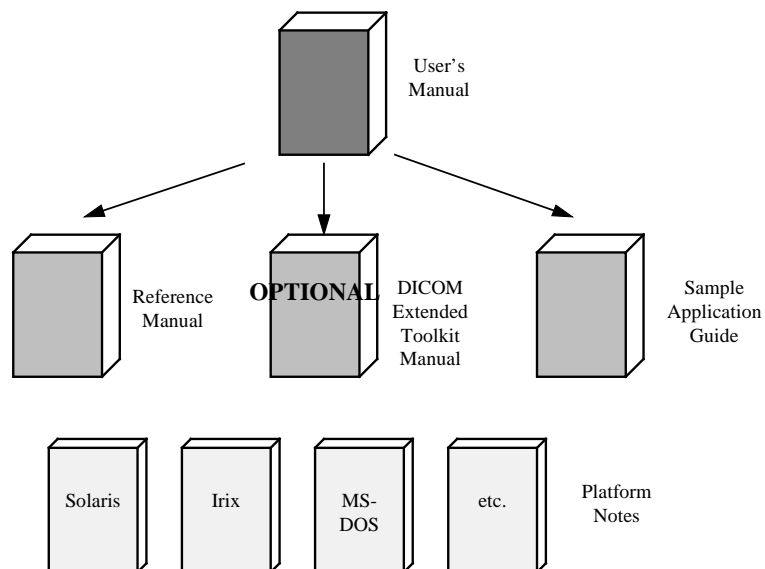 User's
Manual
Reference
Manual
OPTIONAL
DICOM
Extended
Toolkit
Manual
Sample
Application
Guide
Solaris
Irix
MS-
DOS
etc.
Platform
Notes